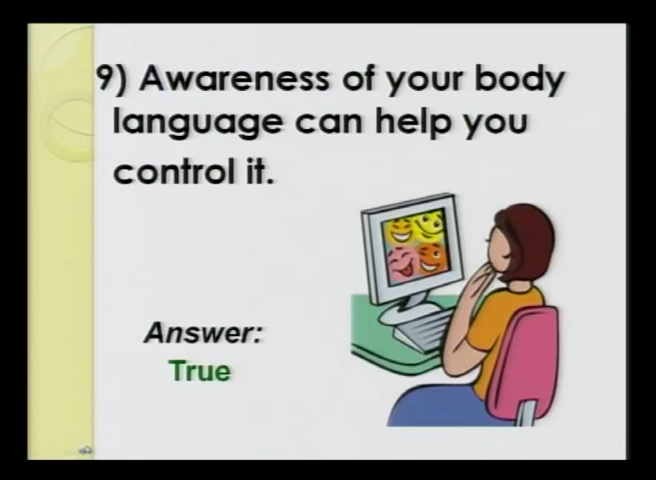 9) Awareness of your body
language can help you
control it.
Answer:
True